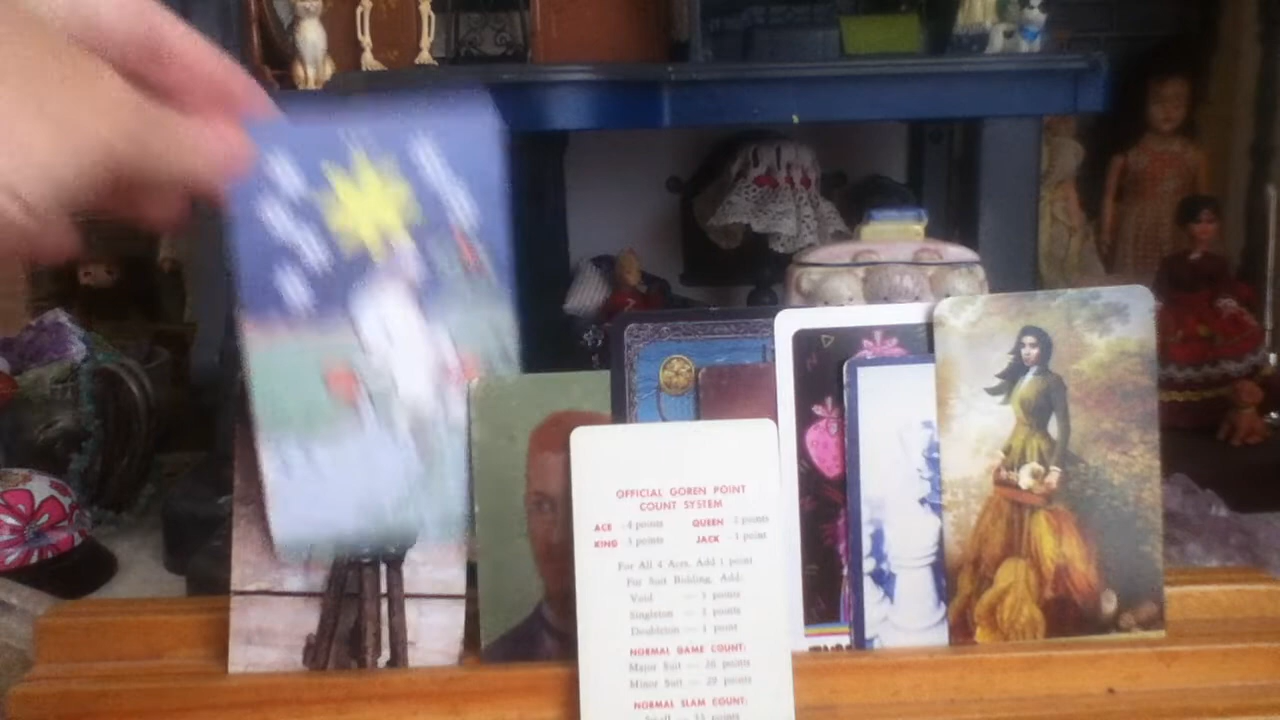 OFFICIAL GOREN POINT
COUNT SYSTEM
ACE - 4 points QUEEN - 2 points
KING - 3 points JACK - 1 point
For All 4 Aces, Add 1 point
For Suit Bidding, Add:
Void — 3 points
Singleton — 2 points
Doubleton — 1 point
NORMAL GAME COUNT:
Major Suit — 26 points
Minor Suit — 29 points
NORMAL SLAM COUNT: